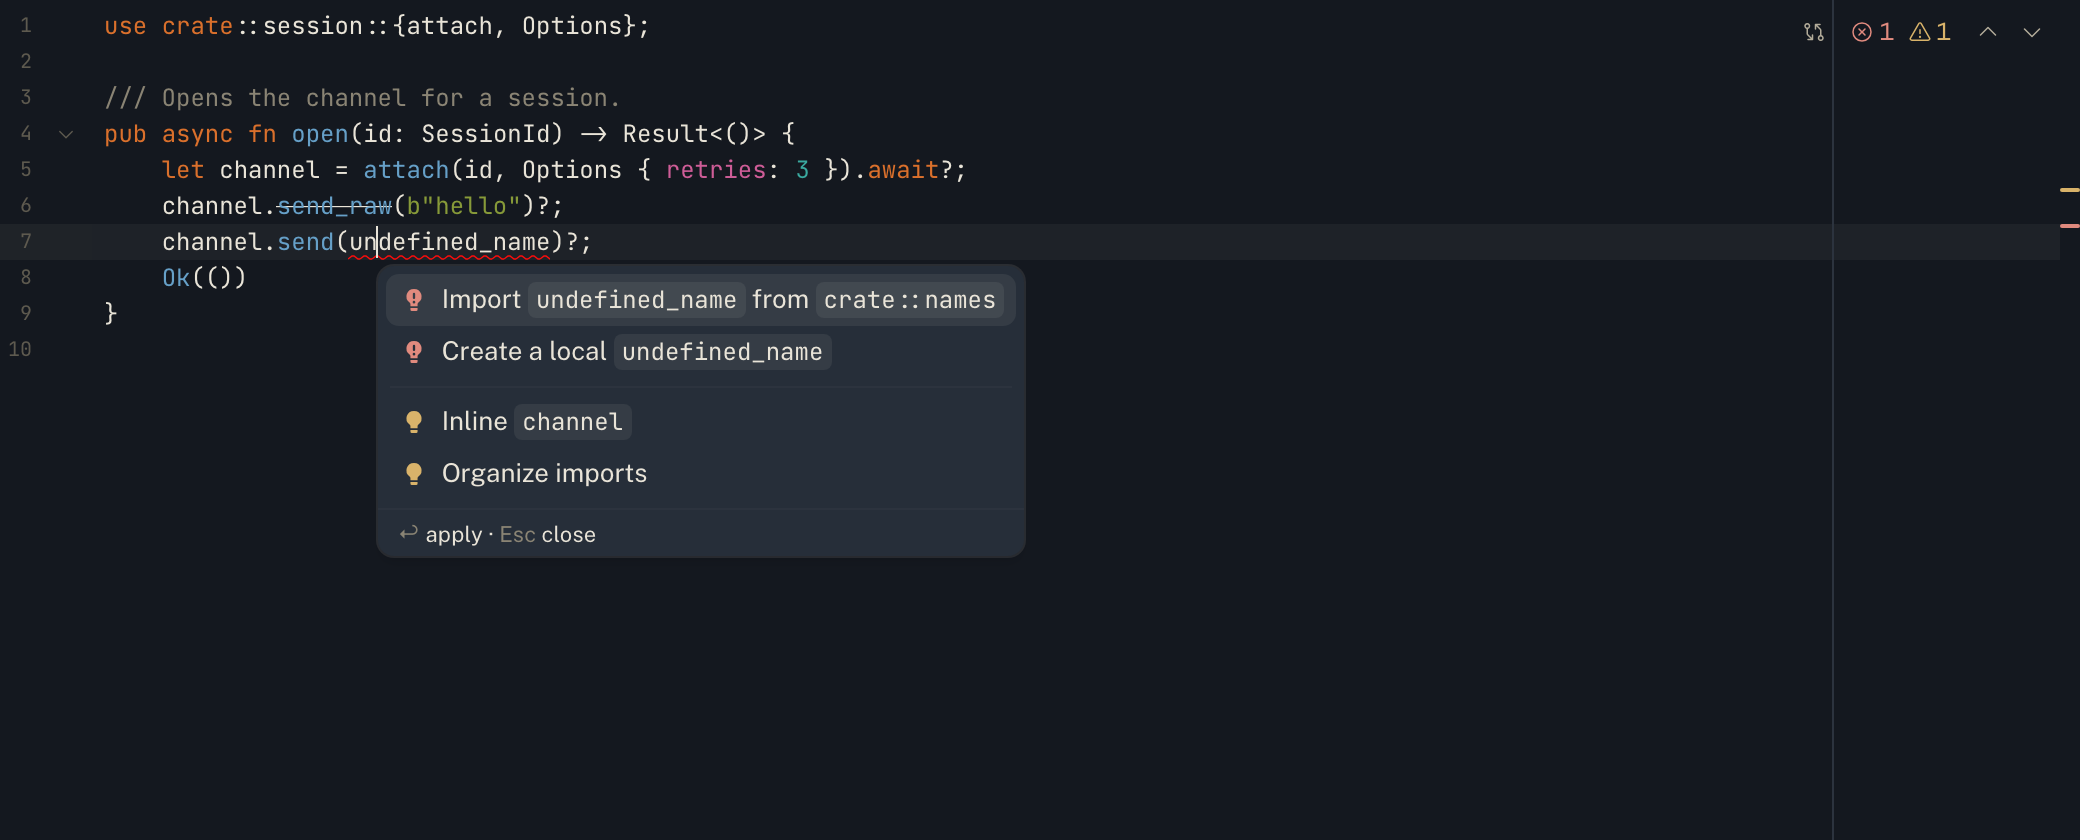 1 use crate::session::{attach, Options};
1 1
2
3 /// Opens the channel for a session.
4 pub async fn open(id: SessionId) -> Result<()> {
5 let channel = attach(id, Options { retries: 3 }).await?;
6 channel.send_raw(b"hello")?;
7 channel.send(undefined_name)?;
8 Ok(())
9 }
10
Import undefined_name from crate::names
Create a local undefined_name
Inline channel
Organize imports
↩ apply · Esc close